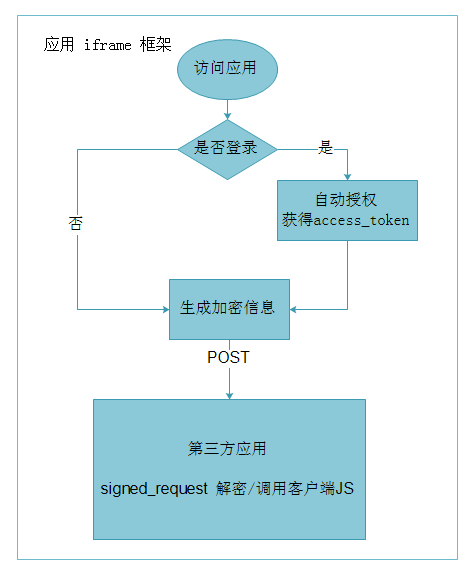 应用 iframe 框架
访问应用
是否登录
是
自动授权
获得access_token
否
生成加密信息
POST
第三方应用
signed_request 解密/调用客户端JS